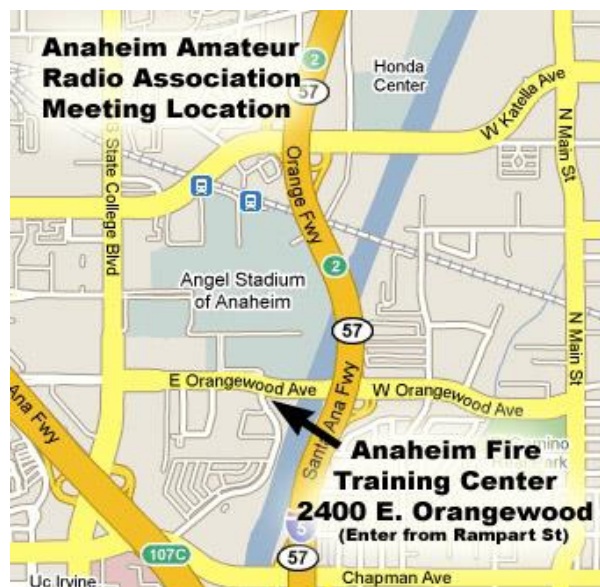 Anaheim Amateur
Radio Association
Meeting Location
2
57
Honda
Center
W Katella Ave
N Main St
S State College Blvd
Orange Fwy
2
Angel Stadium
of Anaheim
57
N Main St
E Orangewood Ave
W Orangewood Ave
Ana Fwy
Santa Ana Fwy
Anaheim Fire
Training Center
2400 E. Orangewood
(Enter from Rampart St)
5
107C
57
Chapman Ave
Uc Irvine